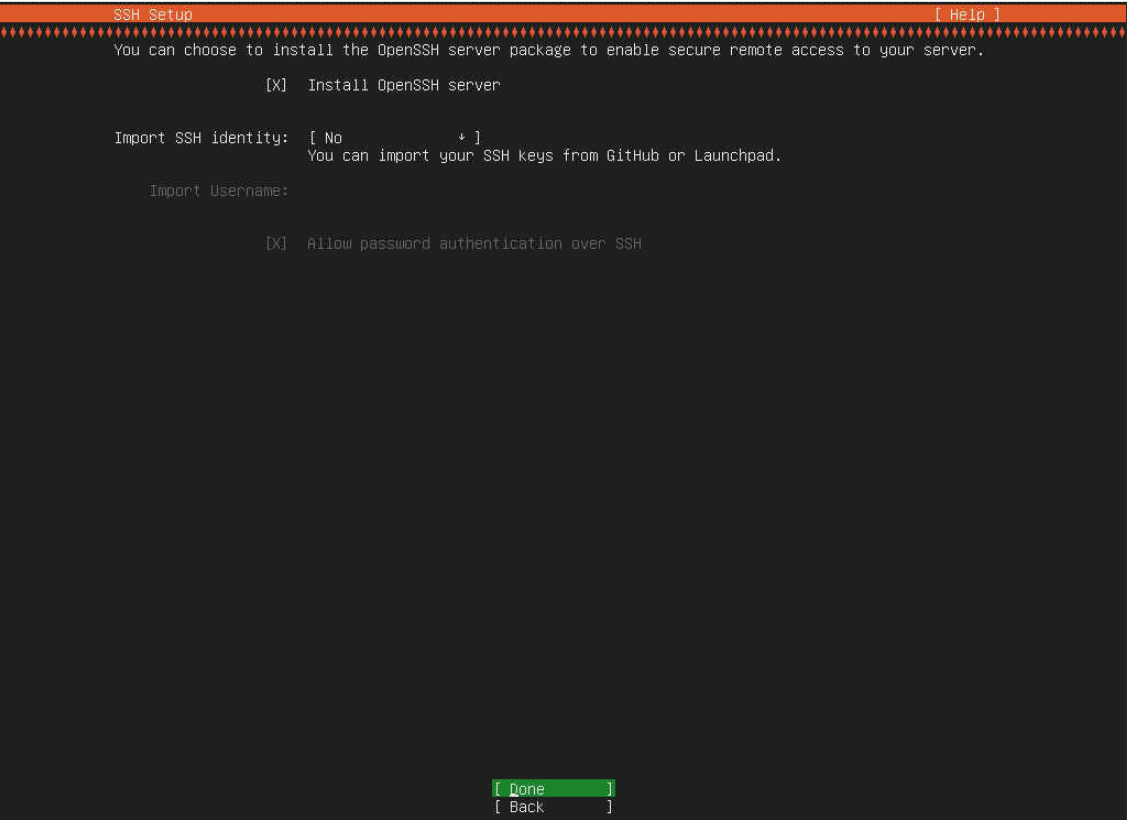 SSH Setup [ Help ]
You can choose to install the OpenSSH server package to enable secure remote access to your server.
[X] Install OpenSSH server
Import SSH identity: [ No ↓ ]
You can import your SSH keys from GitHub or Launchpad.
Import Username:
[X] Allow password authentication over SSH
[ Done ]
[ Back ]